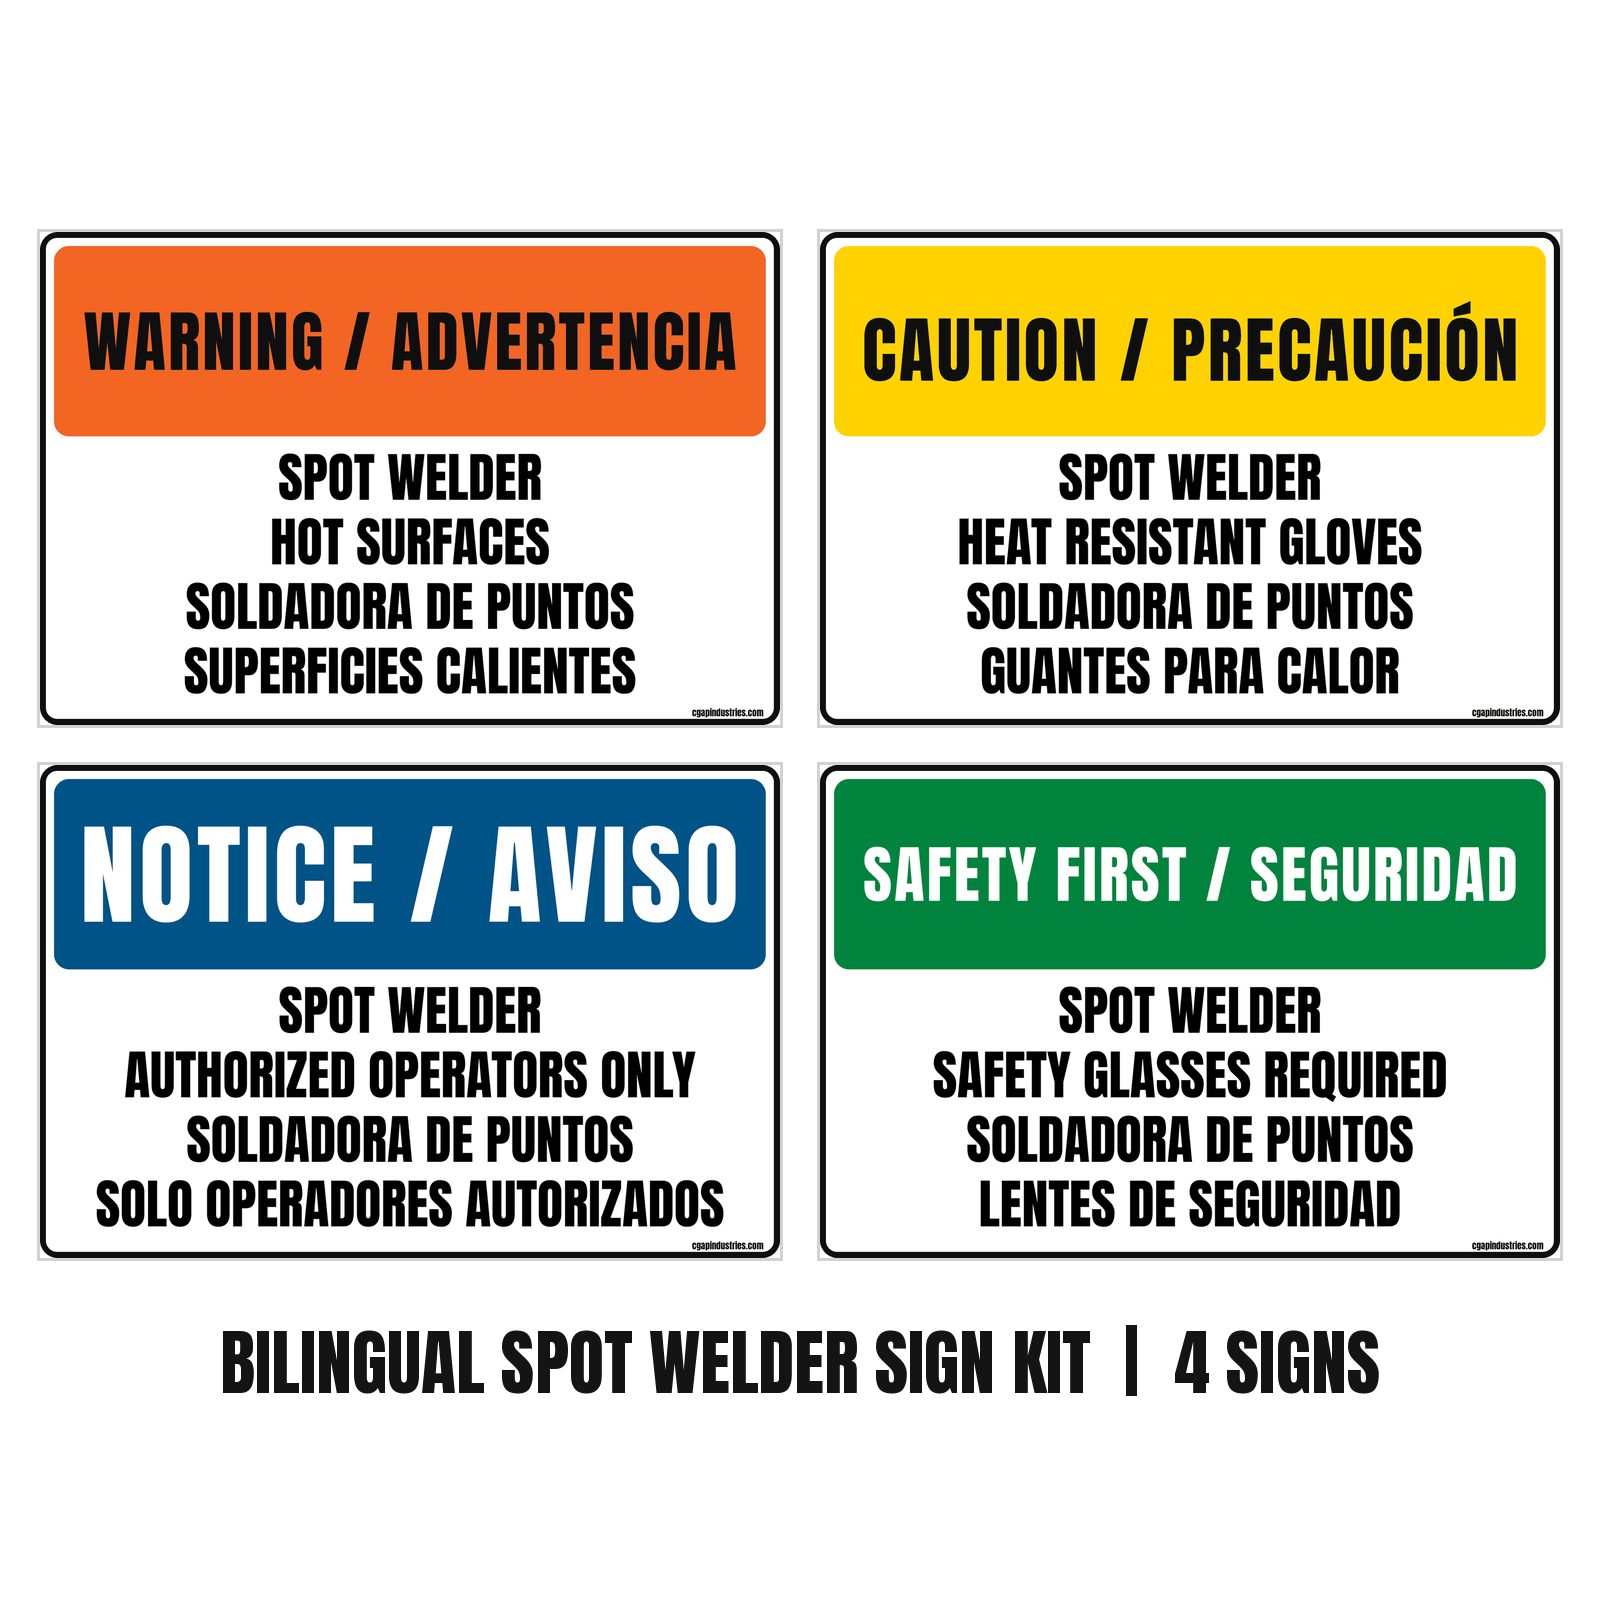 WARNING / ADVERTENCIA
SPOT WELDER
HOT SURFACES
SOLDADORA DE PUNTOS
SUPERFICIES CALIENTES
cgapindustries.com
CAUTION / PRECAUCIÓN
SPOT WELDER
HEAT RESISTANT GLOVES
SOLDADORA DE PUNTOS
GUANTES PARA CALOR
cgapindustries.com
NOTICE / AVISO
SPOT WELDER
AUTHORIZED OPERATORS ONLY
SOLDADORA DE PUNTOS
SOLO OPERADORES AUTORIZADOS
cgapindustries.com
SAFETY FIRST / SEGURIDAD
SPOT WELDER
SAFETY GLASSES REQUIRED
SOLDADORA DE PUNTOS
LENTES DE SEGURIDAD
cgapindustries.com
BILINGUAL SPOT WELDER SIGN KIT | 4 SIGNS